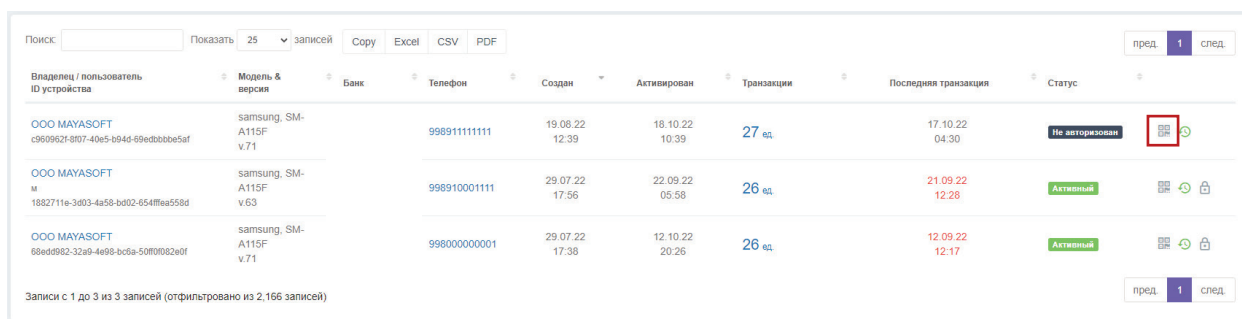 Поиск: Показать 25 записей Copy Excel CSV PDF пред. 1 след.
Владелец / пользователь
ID устройства
Модель &
версия
Банк
Телефон
Создан
Активирован
Транзакции
Последняя транзакция
Статус
ООО MAYASOFT
c960962f-8f07-40e5-b94d-69edbbbbe5af
samsung, SM-
A115F
v.71
998911111111
19.08.22
12:39
18.10.22
10:39
27 ед.
17.10.22
04:30
Не авторизован
ООО MAYASOFT
м
1882711e-3d03-4a58-bd02-654fffea558d
samsung, SM-
A115F
v.63
998910001111
29.07.22
17:56
22.09.22
05:58
26 ед.
21.09.22
12:28
Активный
ООО MAYASOFT
68edd982-32a9-4e98-bc6a-50ff0f082e0f
samsung, SM-
A115F
v.71
998000000001
29.07.22
17:38
12.10.22
20:26
26 ед.
12.09.22
12:17
Активный
Записи с 1 до 3 из 3 записей (отфильтровано из 2,166 записей)
пред. 1 след.